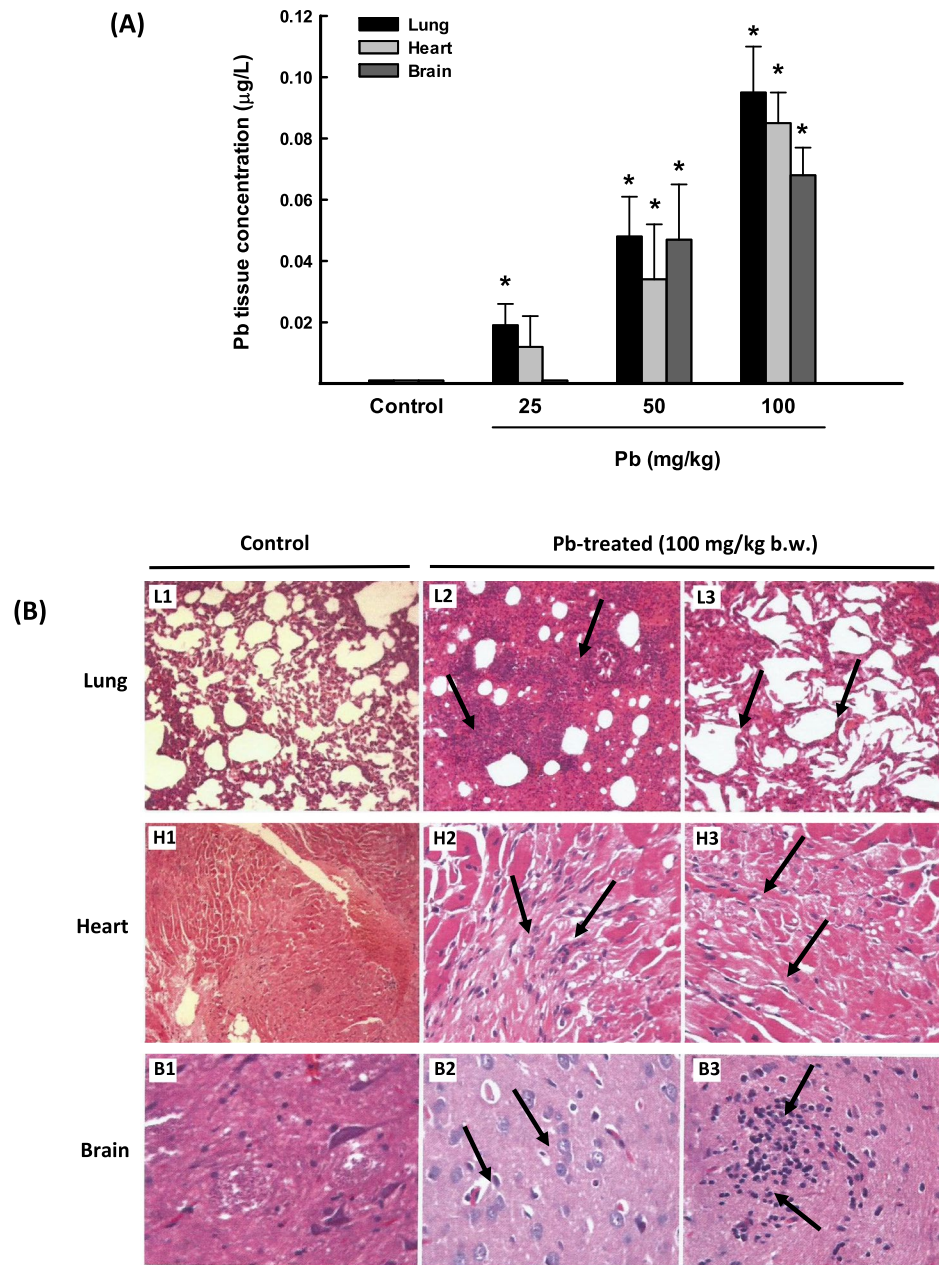 (A)
Pb tissue concentration (µg/L)
0.12
0.10
0.08
0.06
0.04
0.02
Lung
Heart
Brain
*
*
*
*
*
*
*
Control
25
50
100
Pb (mg/kg)
Control
Pb-treated (100 mg/kg b.w.)
(B)
Lung
L1
L2
L3
Heart
H1
H2
H3
Brain
B1
B2
B3